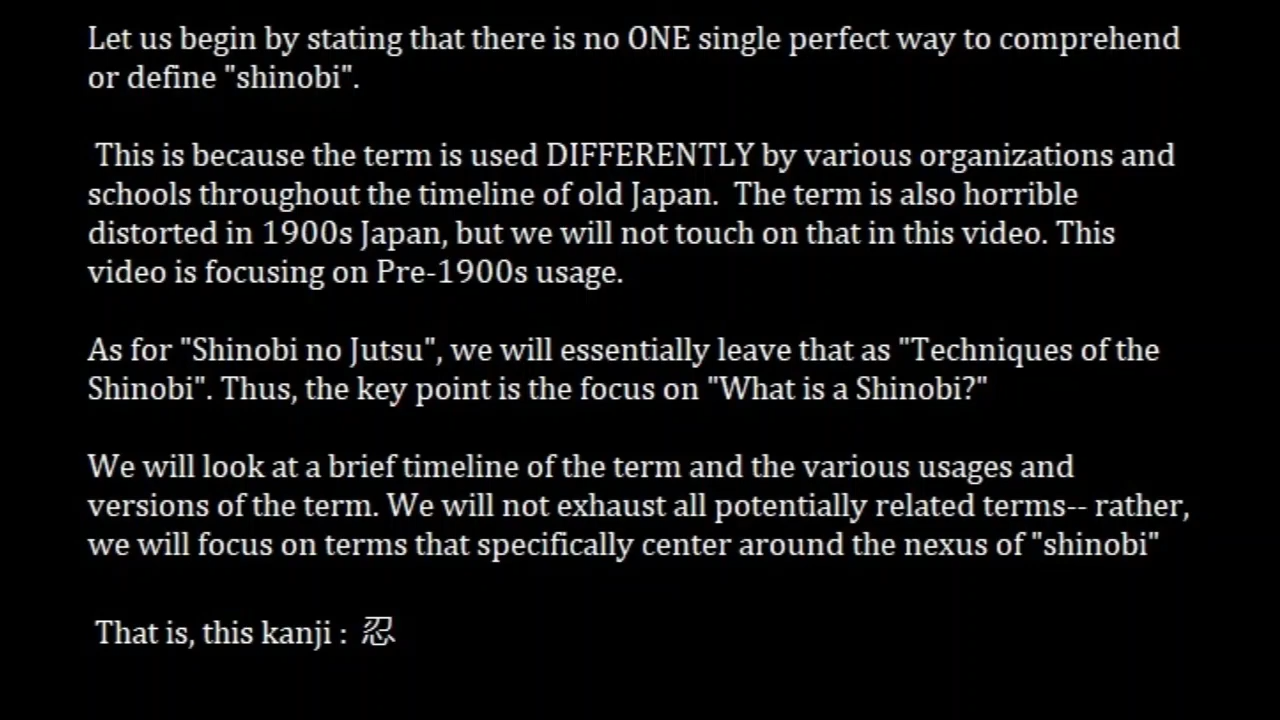 Let us begin by stating that there is no ONE single perfect way to comprehend
or define "shinobi".
This is because the term is used DIFFERENTLY by various organizations and
schools throughout the timeline of old Japan. The term is also horrible
distorted in 1900s Japan, but we will not touch on that in this video. This
video is focusing on Pre-1900s usage.
As for "Shinobi no Jutsu", we will essentially leave that as "Techniques of the
Shinobi". Thus, the key point is the focus on "What is a Shinobi?"
We will look at a brief timeline of the term and the various usages and
versions of the term. We will not exhaust all potentially related terms-- rather,
we will focus on terms that specifically center around the nexus of "shinobi"
That is, this kanji : 忍